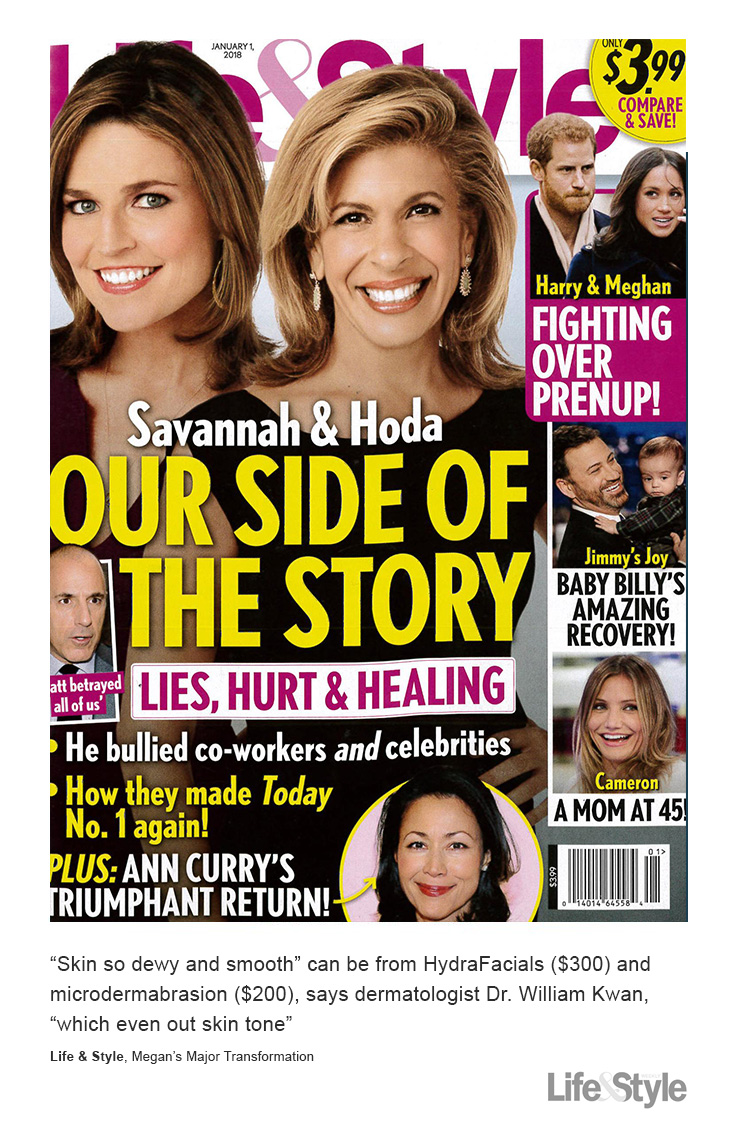 JANUARY 1,
2018
Life&Style
ONLY
$3.99
COMPARE
& SAVE!
Harry & Meghan
FIGHTING
OVER
PRENUP!
Savannah & Hoda
OUR SIDE OF
THE STORY
LIES, HURT & HEALING
att betrayed
all of us'
Jimmy's Joy
BABY BILLY'S
AMAZING
RECOVERY!
Cameron
A MOM AT 45!
• He bullied co-workers and celebrities
• How they made Today
No. 1 again!
PLUS: ANN CURRY'S
TRIUMPHANT RETURN!
$3.99
01>
0 14014 64558 4
“Skin so dewy and smooth” can be from HydraFacials ($300) and
microdermabrasion ($200), says dermatologist Dr. William Kwan,
“which even out skin tone”
Life & Style, Megan’s Major Transformation
Life&Style